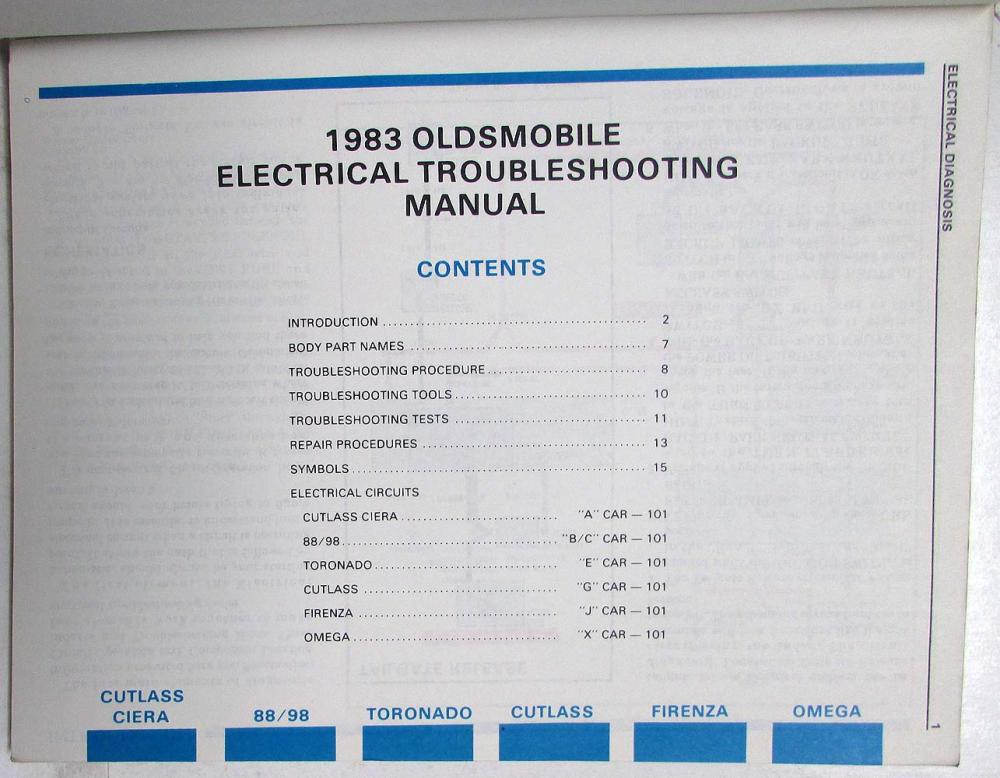 1983 OLDSMOBILE
ELECTRICAL TROUBLESHOOTING
MANUAL
CONTENTS
INTRODUCTION ........................................ 2
BODY PART NAMES ........................................ 7
TROUBLESHOOTING PROCEDURE ........................................ 8
TROUBLESHOOTING TOOLS ........................................ 10
TROUBLESHOOTING TESTS ........................................ 11
REPAIR PROCEDURES ........................................ 13
SYMBOLS ........................................ 15
ELECTRICAL CIRCUITS
CUTLASS CIERA ........................................ "A" CAR — 101
88/98 ........................................ "B/C" CAR — 101
TORONADO ........................................ "E" CAR — 101
CUTLASS ........................................ "G" CAR — 101
FIRENZA ........................................ "J" CAR — 101
OMEGA ........................................ "X" CAR — 101
CUTLASS
CIERA
88/98
TORONADO
CUTLASS
FIRENZA
OMEGA
ELECTRICAL DIAGNOSIS
1